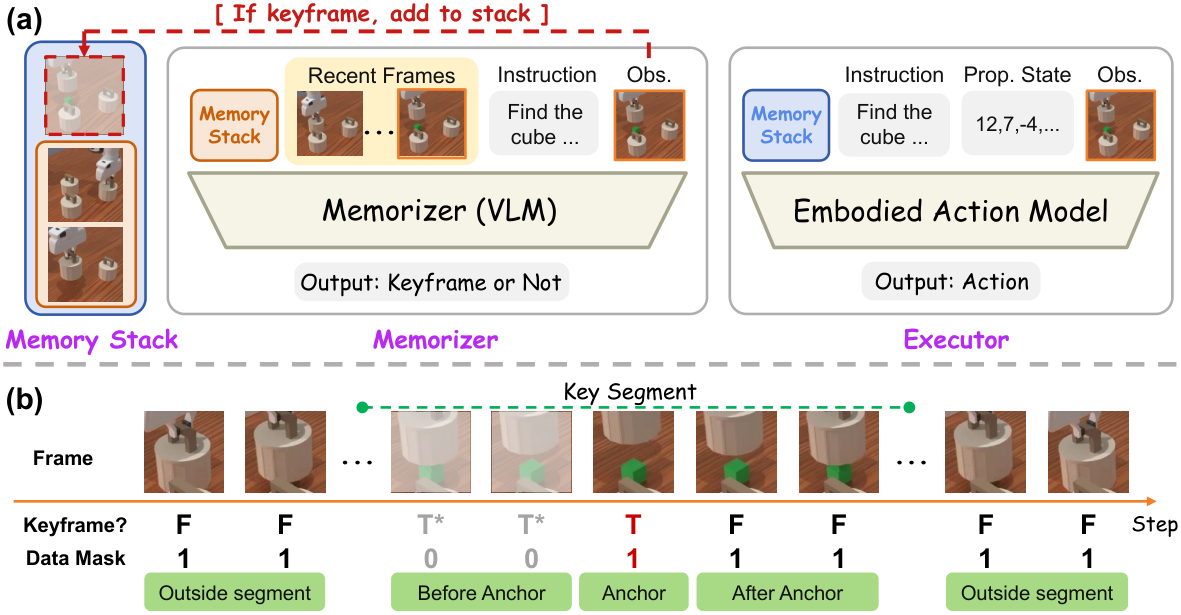 (a)
[ If keyframe, add to stack ]
Recent Frames
Instruction
Obs.
Memory
Stack
...
Find the
cube ...
Memorizer (VLM)
Output: Keyframe or Not
Instruction
Prop. State
Obs.
Memory
Stack
Find the
cube ...
12,7,-4,...
Embodied Action Model
Output: Action
Memory Stack
Memorizer
Executor
(b)
Key Segment
Frame
...
...
Keyframe?
F
F
T*
T*
T
F
F
F
F
Step
Data Mask
1
1
0
0
1
1
1
1
1
Outside segment
Before Anchor
Anchor
After Anchor
Outside segment